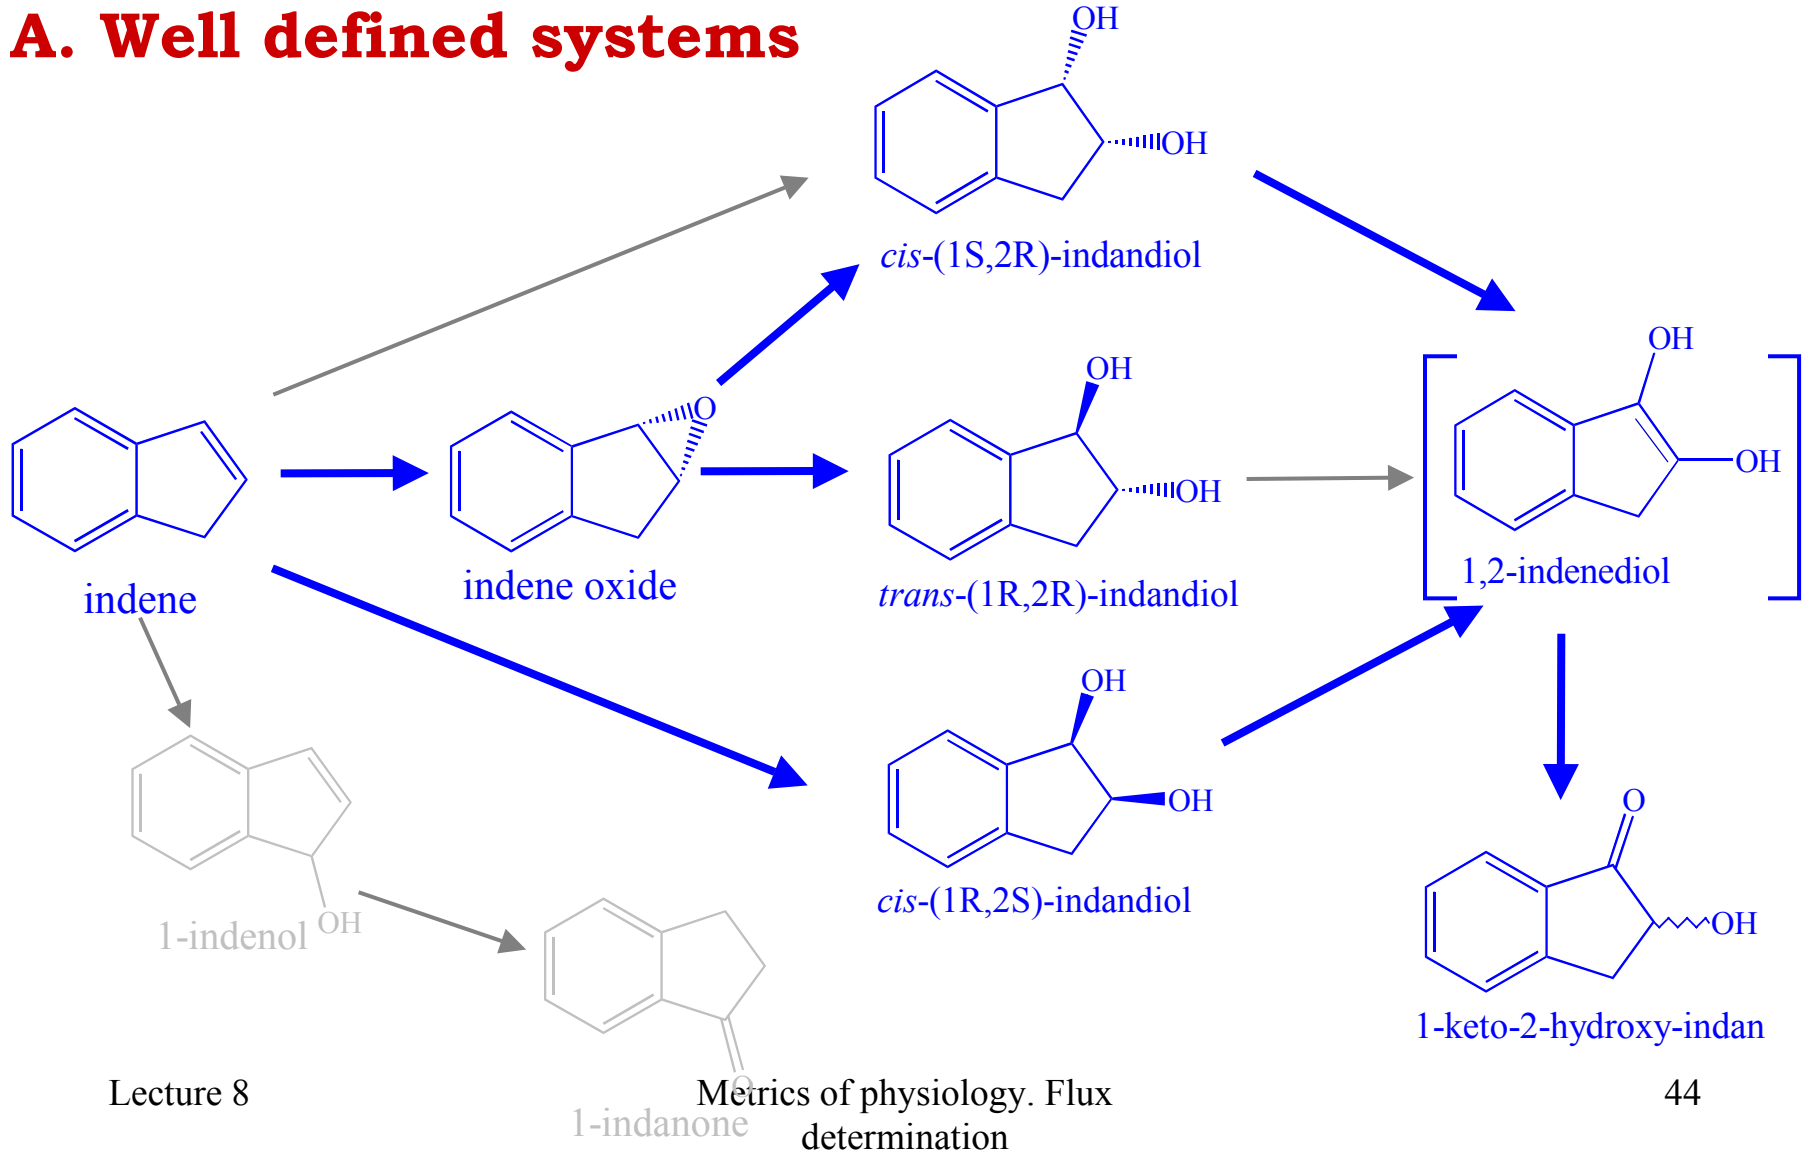 A. Well defined systems
OH
OH
cis-(1S,2R)-indandiol
indene
O
indene oxide
OH
OH
trans-(1R,2R)-indandiol
OH
OH
1,2-indenediol
OH
OH
cis-(1R,2S)-indandiol
OH
1-indenol
O
1-indanone
O
OH
1-keto-2-hydroxy-indan
Lecture 8
Metrics of physiology. Flux
determination
44